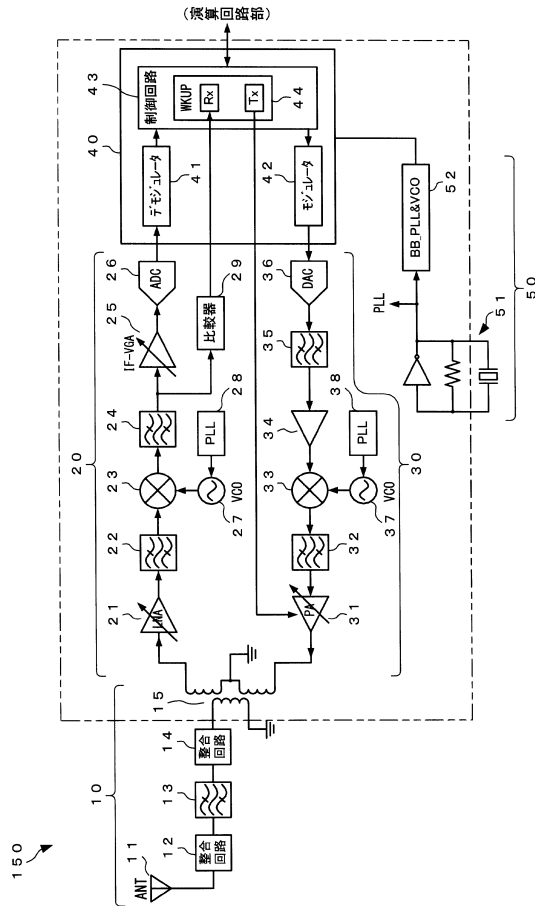 150
10
ANT
11
12
整合
回路
13
14
整合
回路
15
20
21
LNA
22
23
24
25
IF-VGA
26
ADC
27
VCO
28
PLL
29
比較器
30
31
PA
32
33
34
35
36
DAC
37
VCO
38
PLL
40
41
デモジュレータ
42
モジュレータ
43
制御回路
44
WKUP
Rx
Tx
(演算回路部)
50
51
PLL
52
BB_PLL&VCO